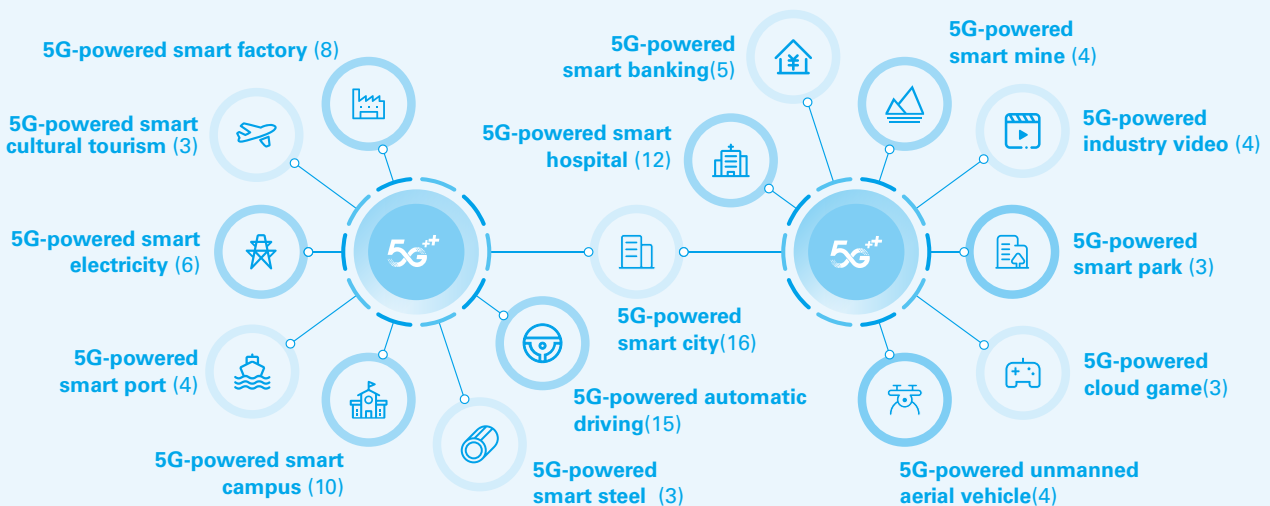 5G-powered smart factory (8)
5G-powered smart
cultural tourism (3)
5G-powered smart
electricity (6)
5G-powered
smart port (4)
5G-powered smart
campus (10)
5G++
5G-powered
smart steel (3)
5G-powered automatic
driving(15)
5G-powered
smart city(16)
5G-powered smart
hospital (12)
5G-powered
smart banking(5)
¥
5G++
5G-powered
smart mine (4)
5G-powered
industry video (4)
5G-powered
smart park (3)
5G-powered
cloud game(3)
5G-powered unmanned
aerial vehicle(4)